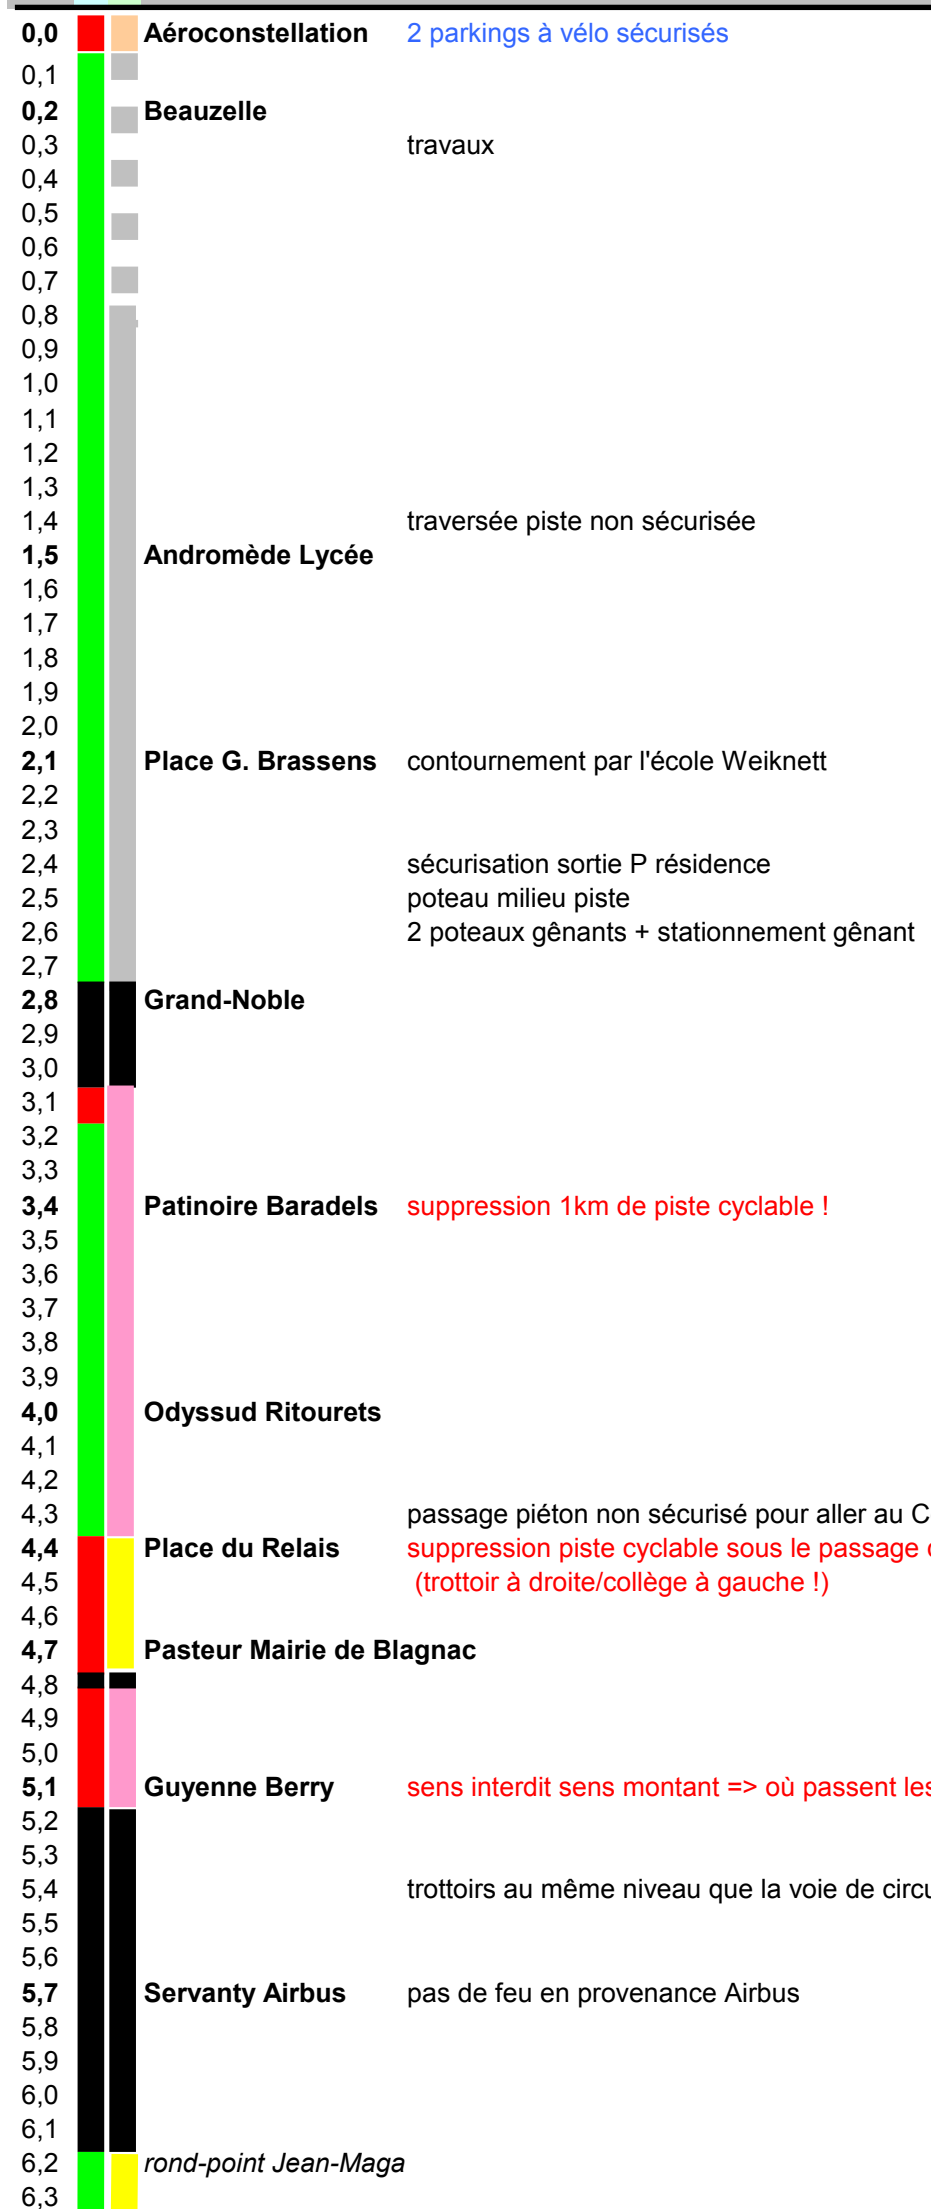 0,0 Aéroconstellation 2 parkings à vélo sécurisés
0,1
0,2 Beauzelle
0,3 travaux
0,4
0,5
0,6
0,7
0,8
0,9
1,0
1,1
1,2
1,3
1,4 traversée piste non sécurisée
1,5 Andromède Lycée
1,6
1,7
1,8
1,9
2,0
2,1 Place G. Brassens contournement par l'école Weiknett
2,2
2,3
2,4 sécurisation sortie P résidence
2,5 poteau milieu piste
2,6 2 poteaux gênants + stationnement gênant
2,7
2,8 Grand-Noble
2,9
3,0
3,1
3,2
3,3
3,4 Patinoire Baradels suppression 1km de piste cyclable !
3,5
3,6
3,7
3,8
3,9
4,0 Odyssud Ritourets
4,1
4,2
4,3 passage piéton non sécurisé pour aller au C
4,4 Place du Relais suppression piste cyclable sous le passage
4,5 (trottoir à droite/collège à gauche !)
4,6
4,7 Pasteur Mairie de Blagnac
4,8
4,9
5,0
5,1 Guyenne Berry sens interdit sens montant => où passent les
5,2
5,3
5,4 trottoirs au même niveau que la voie de circu
5,5
5,6
5,7 Servanty Airbus pas de feu en provenance Airbus
5,8
5,9
6,0
6,1
6,2 rond-point Jean-Maga
6,3